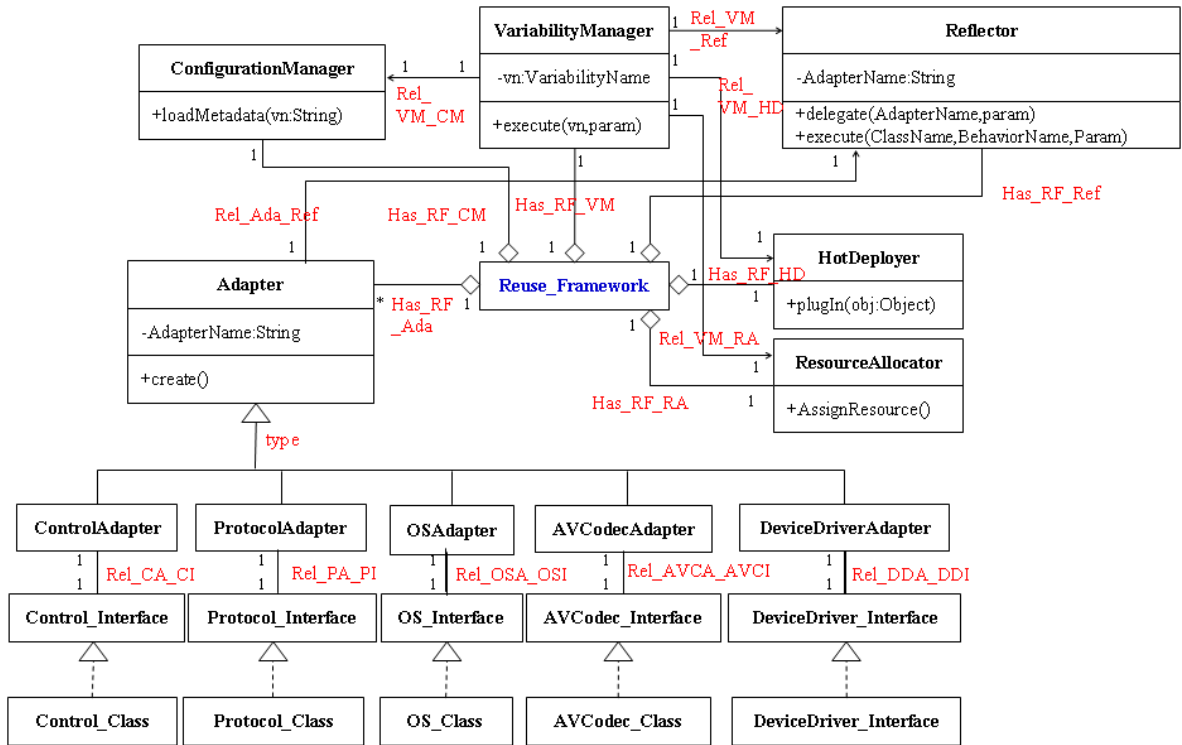 VariabilityManager
-vn:VariabilityName
+execute(vn,param)
1
Rel_VM
_Ref
Reflector
-AdapterName:String
+delegate(AdapterName,param)
+execute(ClassName,BehaviorName,Param)
ConfigurationManager
+loadMetadata(vn:String)
1
1
Rel_
VM_CM
1
Rel_
VM_HD
1
1
1
1
Has_RF_Ref
Rel_Ada_Ref
Has_RF_CM
Has_RF_VM
1
1
1
1
1
Adapter
-AdapterName:String
+create()
*
Has_RF
_Ada
1
Reuse_Framework
1
Has_RF_HD
1
HotDeployer
+plugIn(obj:Object)
1
Rel_VM_RA
1
ResourceAllocator
+AssignResource()
Has_RF_RA
1
type
ControlAdapter
ProtocolAdapter
OSAdapter
AVCodecAdapter
DeviceDriverAdapter
1
1
1
1
1
Rel_CA_CI
Rel_PA_PI
Rel_OSA_OSI
Rel_AVCA_AVCI
Rel_DDA_DDI
1
1
1
1
1
Control_Interface
Protocol_Interface
OS_Interface
AVCodec_Interface
DeviceDriver_Interface
Control_Class
Protocol_Class
OS_Class
AVCodec_Class
DeviceDriver_Interface